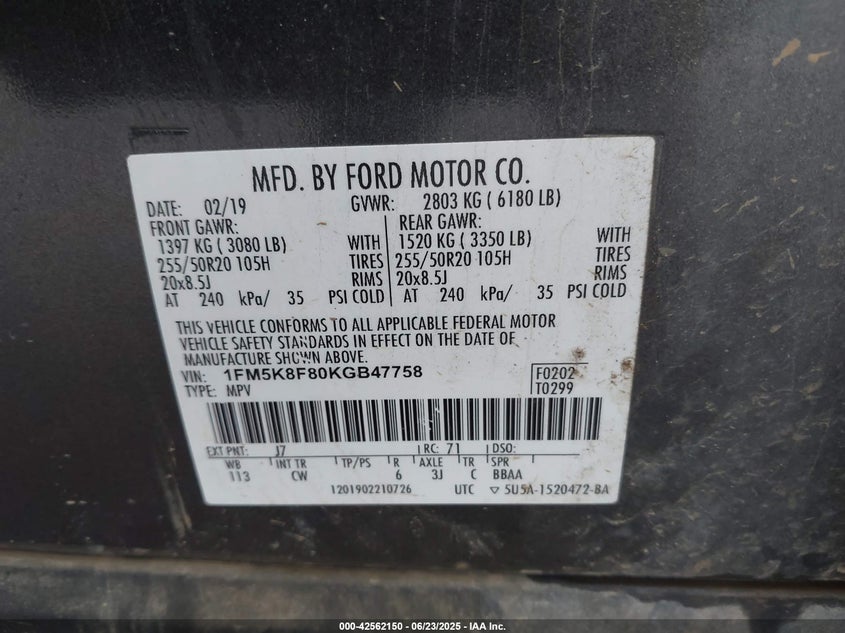 MFD. BY FORD MOTOR CO.
DATE: 02/19 GVWR: 2803 KG ( 6180 LB)
FRONT GAWR: REAR GAWR:
1397 KG ( 3080 LB) WITH 1520 KG ( 3350 LB) WITH
255/50R20 105H TIRES 255/50R20 105H TIRES
20x8.5J RIMS 20x8.5J RIMS
AT 240 kPa/ 35 PSI COLD AT 240 kPa/ 35 PSI COLD
THIS VEHICLE CONFORMS TO ALL APPLICABLE FEDERAL MOTOR
VEHICLE SAFETY STANDARDS IN EFFECT ON THE DATE OF
MANUFACTURE SHOWN ABOVE.
VIN: 1FM5K8F80KGB47758 F0202
TYPE: MPV T0299
EXT PNT: J7 RC: 71 DSO:
WB INT TR TP/PS R AXLE TR SPR
113 CW 6 3J C BBAA
1201902210726 UTC ▽ 5U5A-1520472-BA
000-42562150 | 06/23/2025 | IAA Inc.